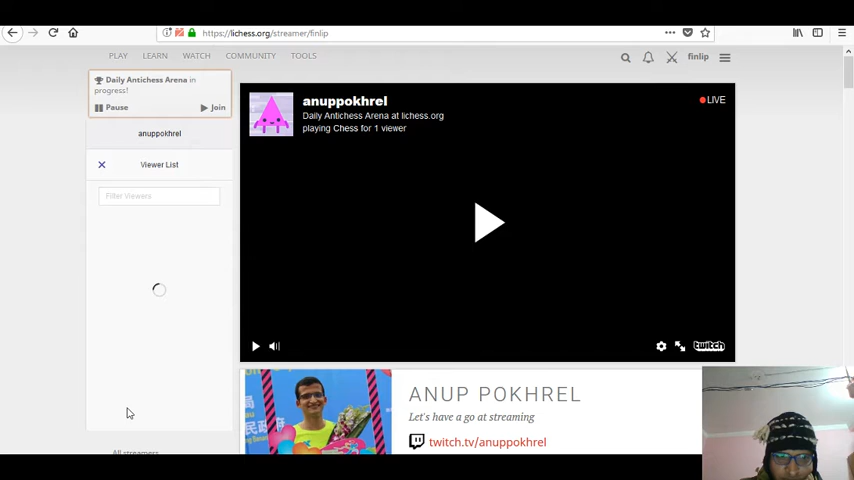 https://lichess.org/streamer/finlip
PLAY LEARN WATCH COMMUNITY TOOLS
finlip
Daily Antichess Arena in
progress!
Pause Join
anuppokhrel
Viewer List
Filter Viewers
All streamers
anuppokhrel
Daily Antichess Arena at lichess.org
playing Chess for 1 viewer
LIVE
twitch
ANUP POKHREL
Let's have a go at streaming
twitch.tv/anuppokhrel